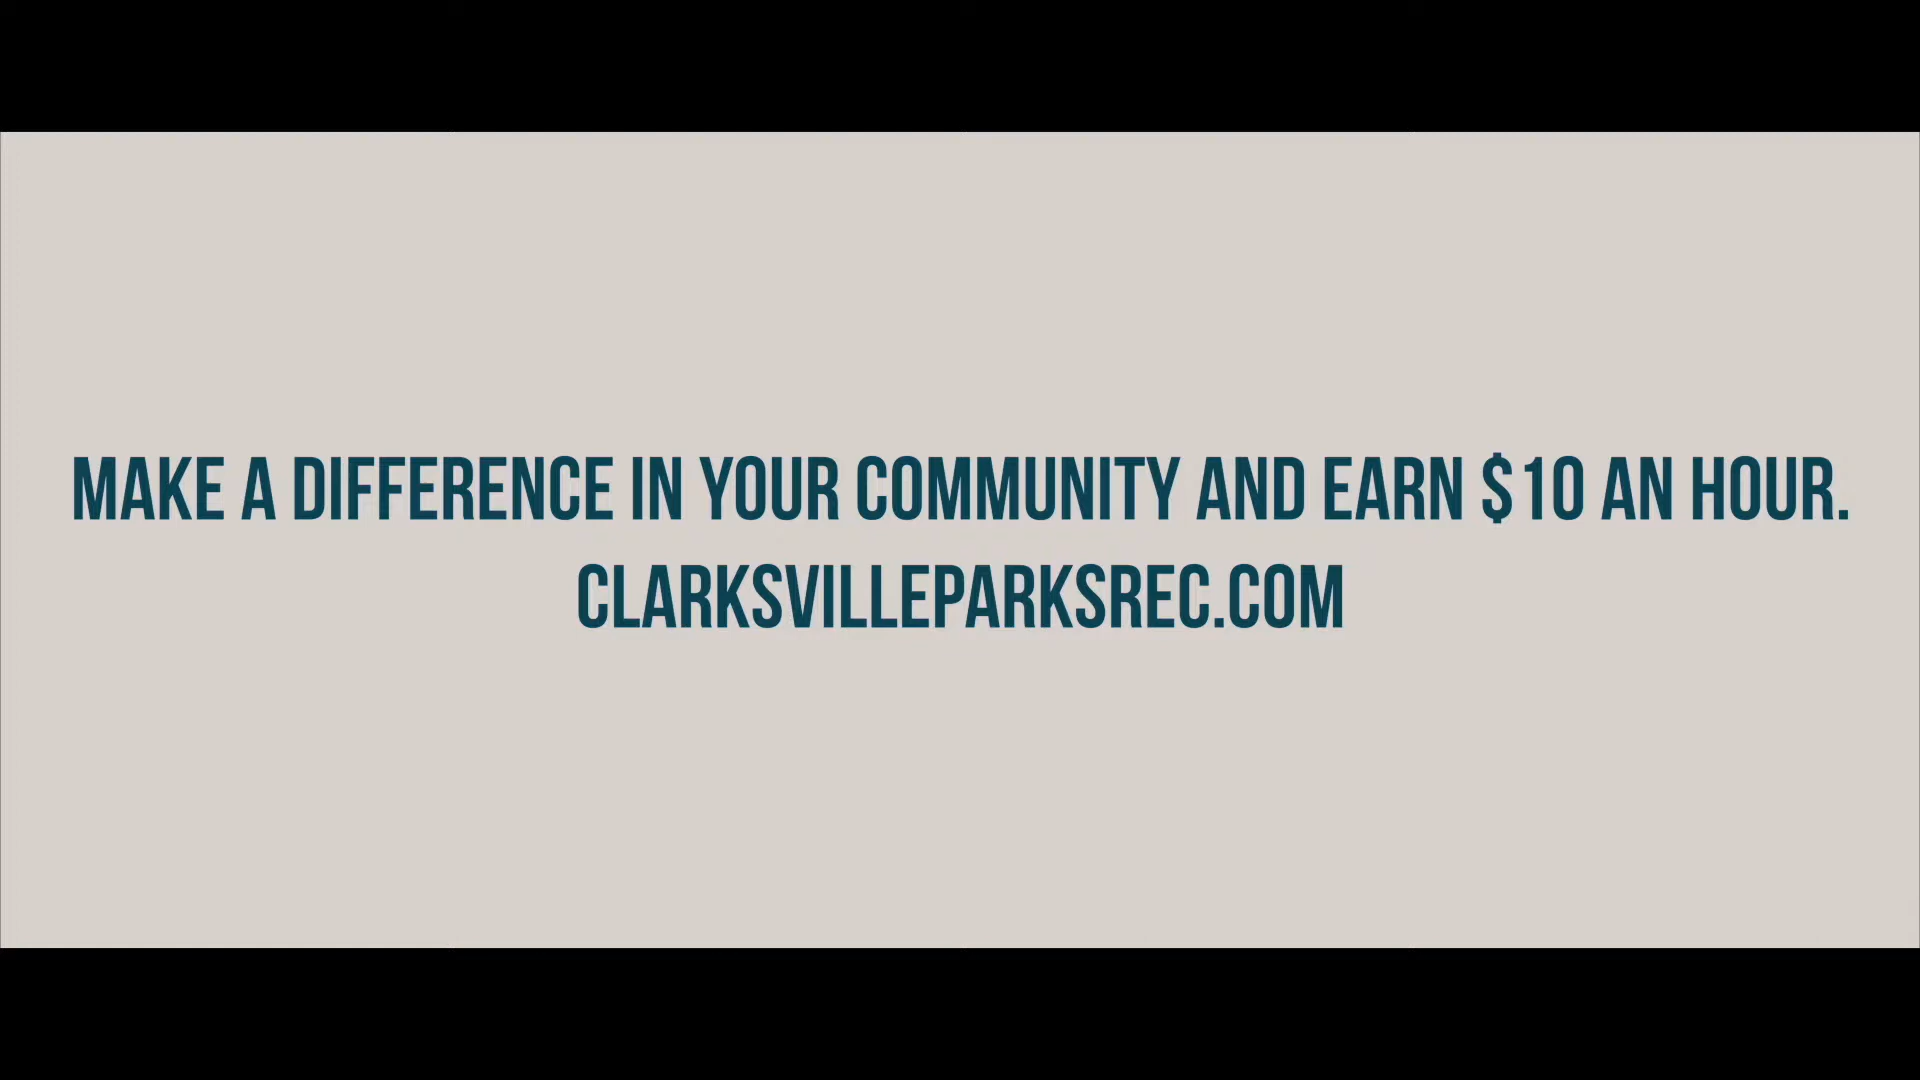 MAKE A DIFFERENCE IN YOUR COMMUNITY AND EARN $10 AN HOUR.
CLARKSVILLEPARKSREC.COM